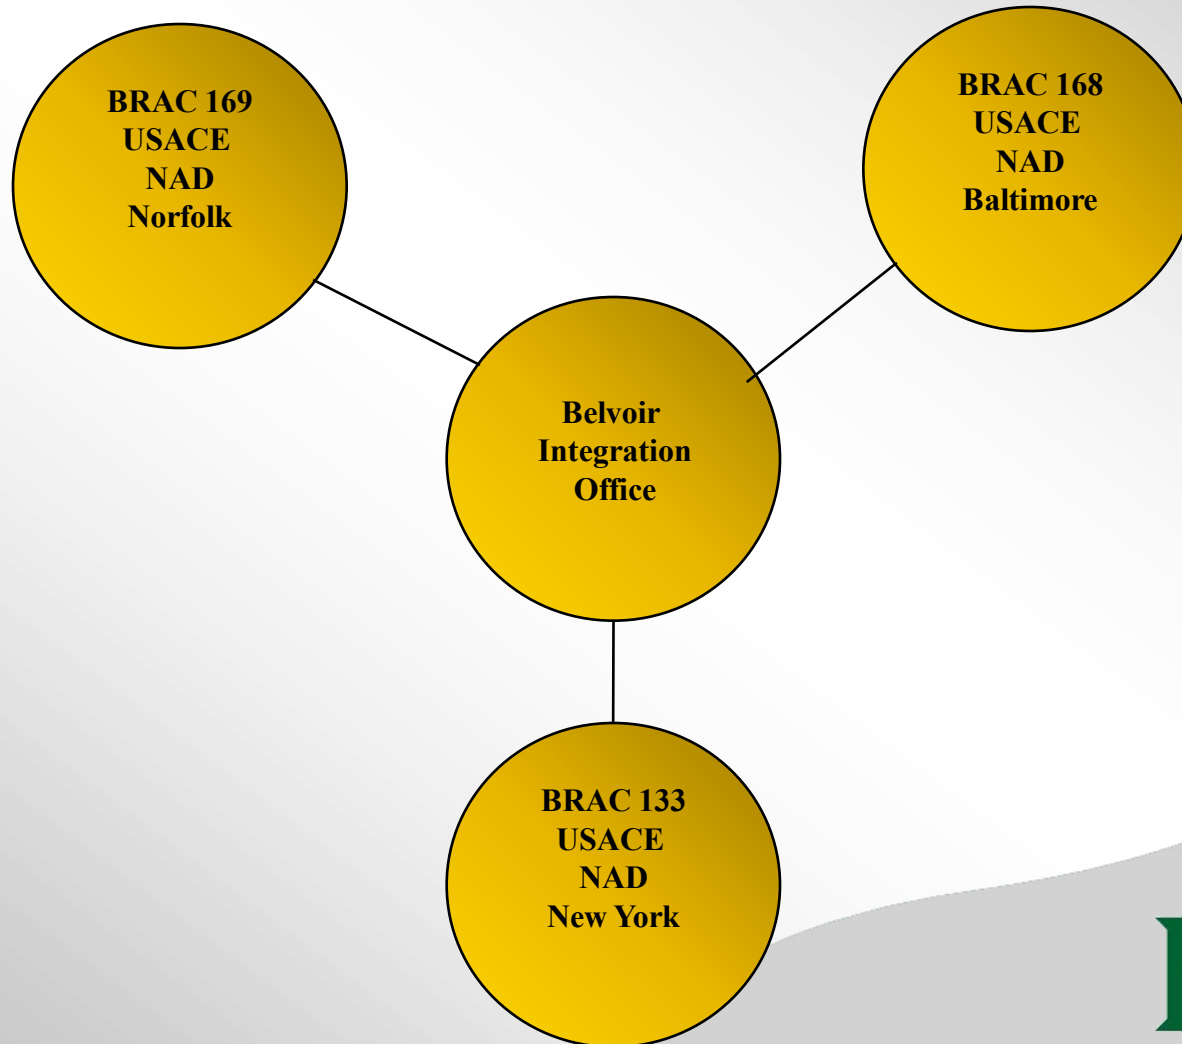 BRAC 169
USACE
NAD
Norfolk
BRAC 168
USACE
NAD
Baltimore
Belvoir
Integration
Office
BRAC 133
USACE
NAD
New York